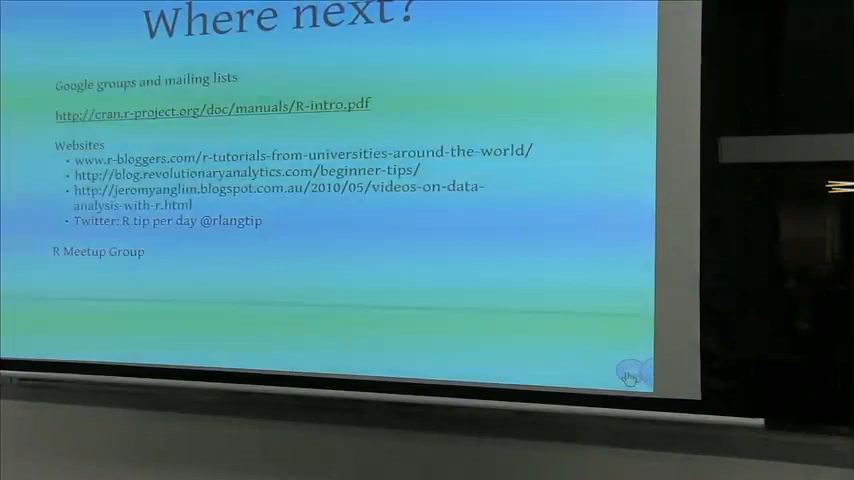 Where next?
Google groups and mailing lists
http://cran.r-project.org/doc/manuals/R-intro.pdf
Websites
• www.r-bloggers.com/r-tutorials-from-universities-around-the-world/
• http://blog.revolutionaryanalytics.com/beginner-tips/
• http://jeromyanglim.blogspot.com.au/2010/05/videos-on-data-
analysis-with-r.html
• Twitter: R tip per day @rlangtip
R Meetup Group